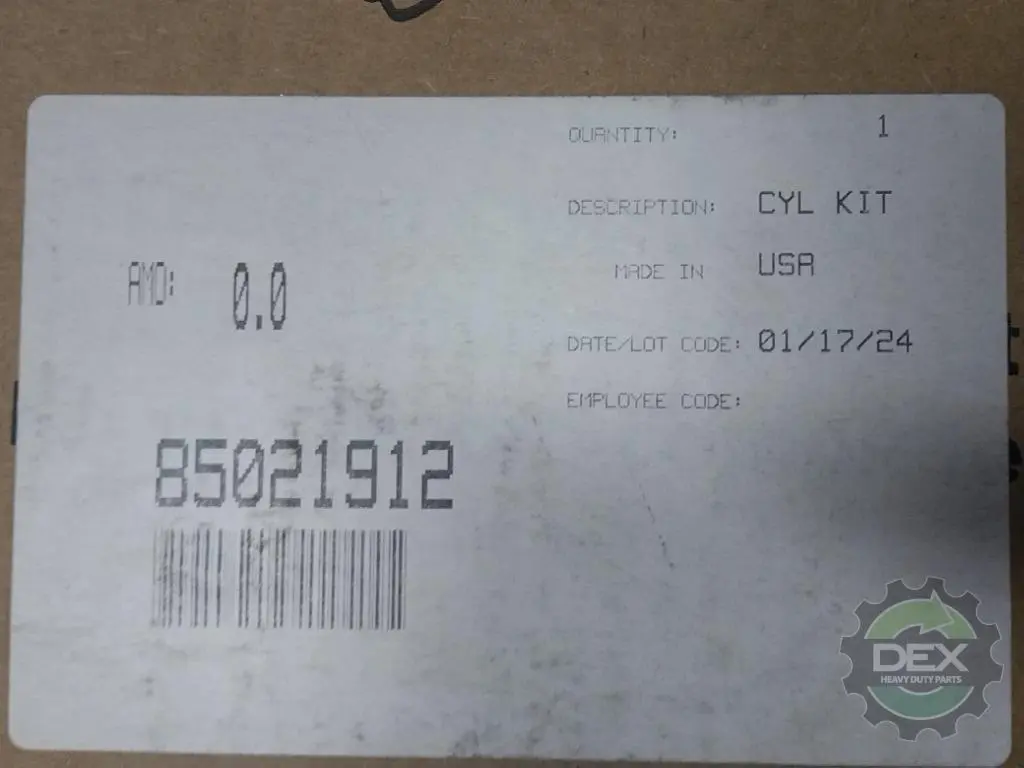 QUANTITY: 1
DESCRIPTION: CYL KIT
MADE IN USA
AMO: 0.0
DATE/LOT CODE: 01/17/24
EMPLOYEE CODE:
85021912
DEX
HEAVY DUTY PARTS